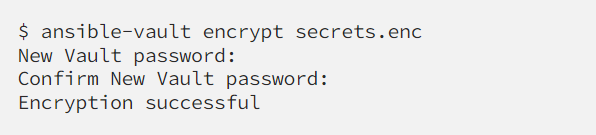 $ ansible-vault encrypt secrets.enc
New Vault password:
Confirm New Vault password:
Encryption successful